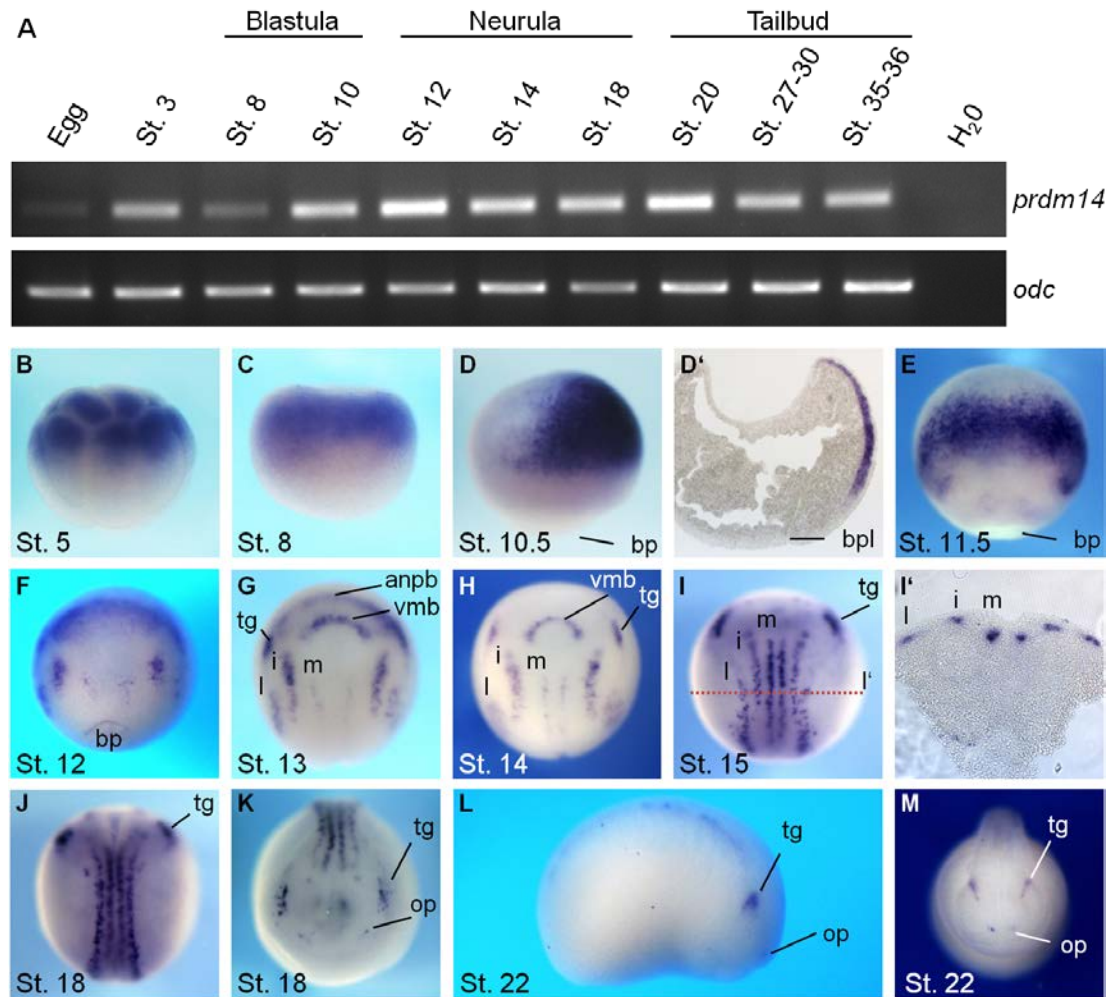 A
Blastula Neurula Tailbud
Egg St. 3 St. 8 St. 10 St. 12 St. 14 St. 18 St. 20 St. 27-30 St. 35-36 H₂0
prdm14
odc
B C D D' E
St. 5 St. 8 St. 10.5 bp bpl St. 11.5 bp
F G H I I'
anpb
vmb
tg
i m
l
vmb
tg
i m
l
m
i
l
tg
I'
l i m
bp
St. 12 St. 13 St. 14 St. 15
J K L M
tg
tg
op
tg
op
tg
op
St. 18 St. 18 St. 22 St. 22